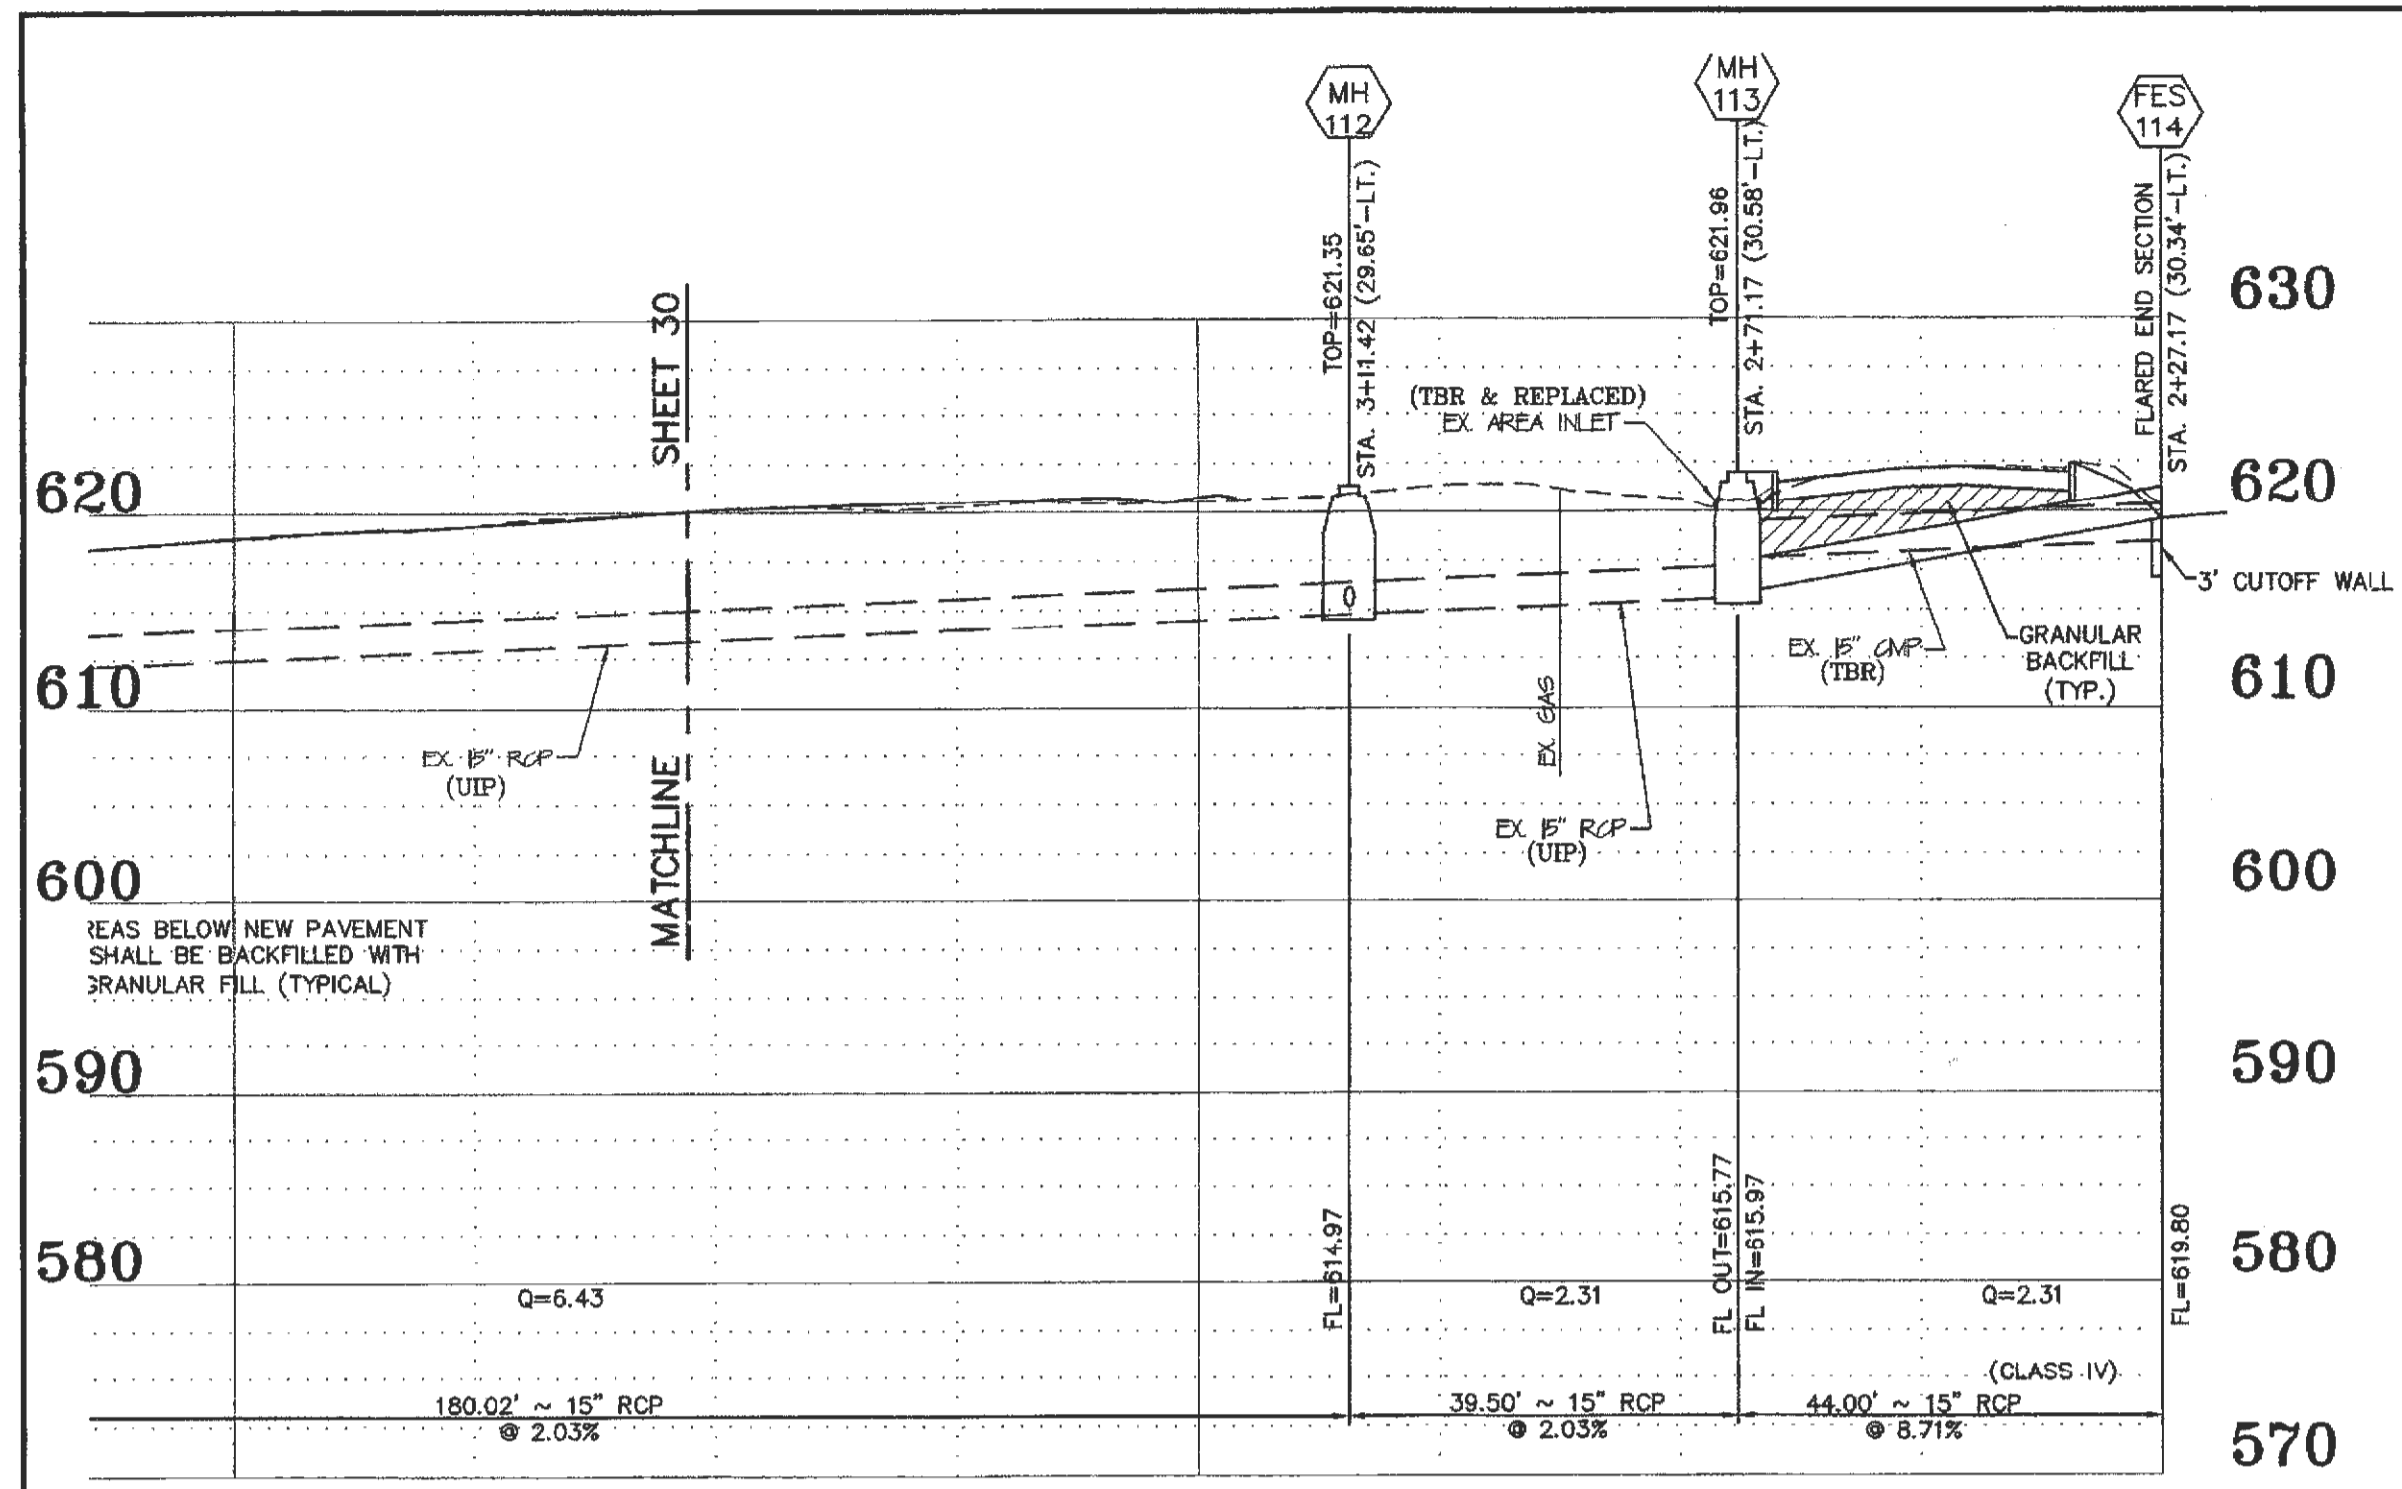 MH
112
MH
113
FES
114
TOP=621.35
STA. 3+11.42 (29.65'-LT.)
TOP=621.96
STA. 2+71.17 (30.58'-LT.)
FLARED END SECTION
STA. 2+27.17 (30.34'-LT.)
630
SHEET 30
(TBR & REPLACED)
EX. AREA INLET
620
620
3' CUTOFF WALL
GRANULAR
BACKFILL
(TYP.)
EX. 15" CMP
(TBR)
610
610
EX. GAS
EX. 15" RCP
(UIP)
MATCHLINE
EX. 15" RCP
(UIP)
600
600
REAS BELOW NEW PAVEMENT
SHALL BE BACKFILLED WITH
GRANULAR FILL (TYPICAL)
590
590
FL=614.97
FL OUT=615.77
FL IN=615.97
FL=619.80
580
580
Q=6.43
Q=2.31
Q=2.31
(CLASS IV)
180.02' ~ 15" RCP
@ 2.03%
39.50' ~ 15" RCP
@ 2.03%
44.00' ~ 15" RCP
@ 8.71%
570